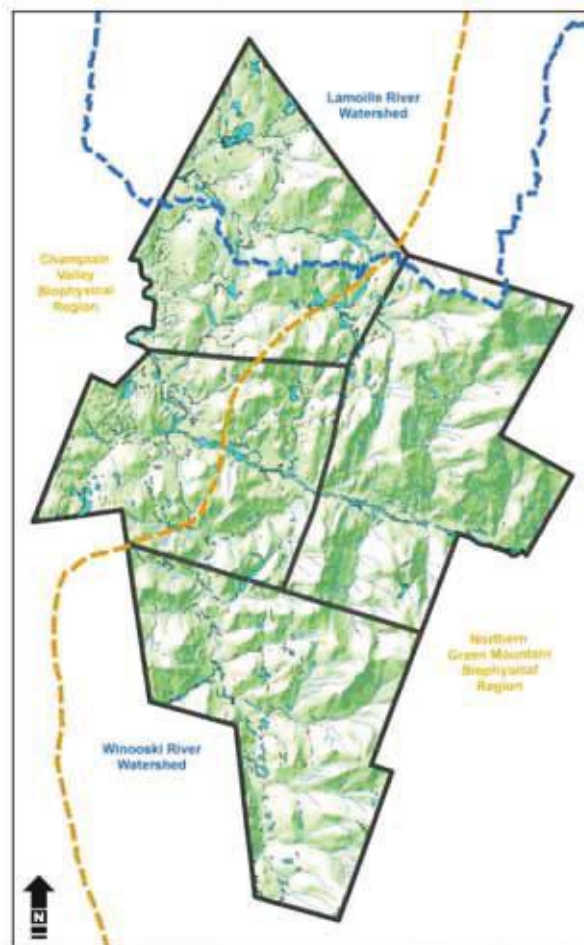 Lamoille River
Watershed
Champlain
Valley
Biophysical
Region
Northern
Green Mountain
Biophysical
Region
Winooski River
Watershed
N